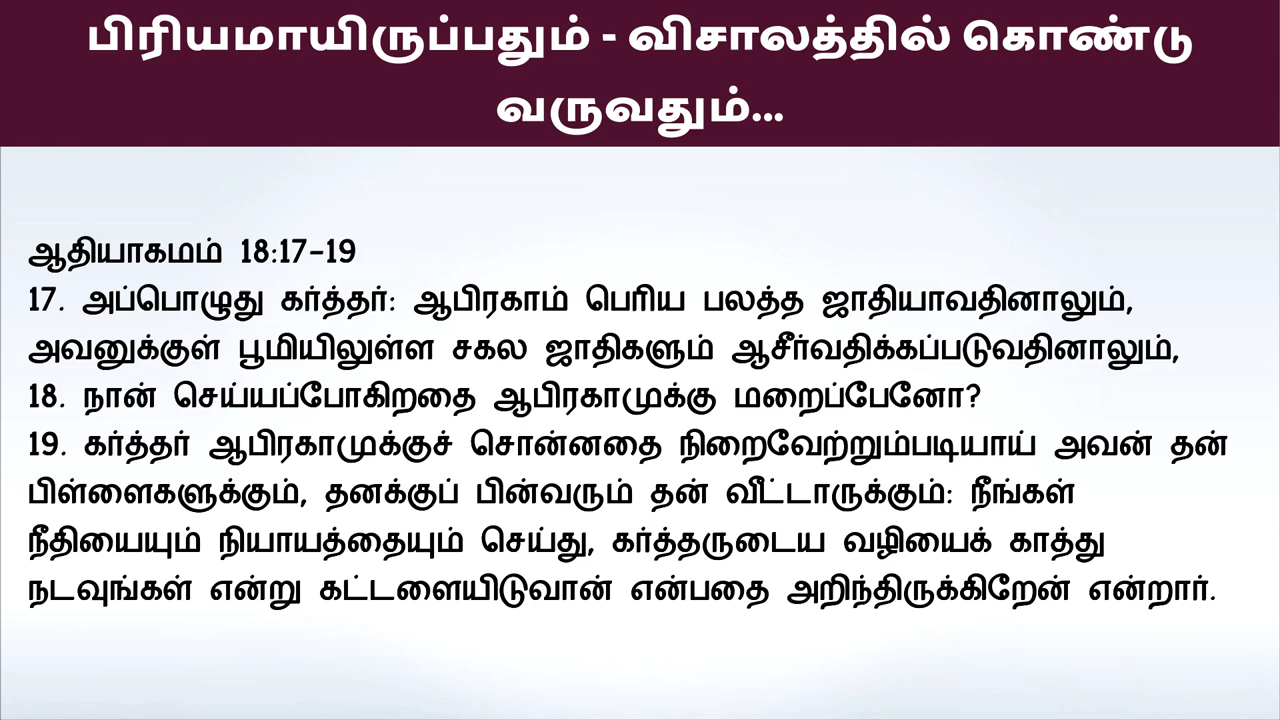 பிரியமாயிருப்பதும் - விசாலத்தில் கொண்டு
வருவதும்...
ஆதியாகமம் 18:17-19
17. அப்பொழுது கர்த்தர்: ஆபிரகாம் பெரிய பலத்த ஜாதியாவதினாலும்,
அவனுக்குள் பூமியிலுள்ள சகல ஜாதிகளும் ஆசீர்வதிக்கப்படுவதினாலும்,
18. நான் செய்யப்போகிறதை ஆபிரகாமுக்கு மறைப்பேனோ?
19. கர்த்தர் ஆபிரகாமுக்குச் சொன்னதை நிறைவேற்றும்படியாய் அவன் தன்
பிள்ளைகளுக்கும், தனக்குப் பின்வரும் தன் வீட்டாருக்கும்: நீங்கள்
நீதியையும் நியாயத்தையும் செய்து, கர்த்தருடைய வழியைக் காத்து
நடவுங்கள் என்று கட்டளையிடுவான் என்பதை அறிந்திருக்கிறேன் என்றார்.